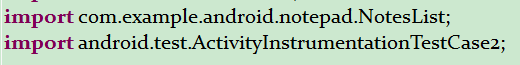 import com.example.android.notepad.NotesList;
import android.test.ActivityInstrumentationTestCase2;